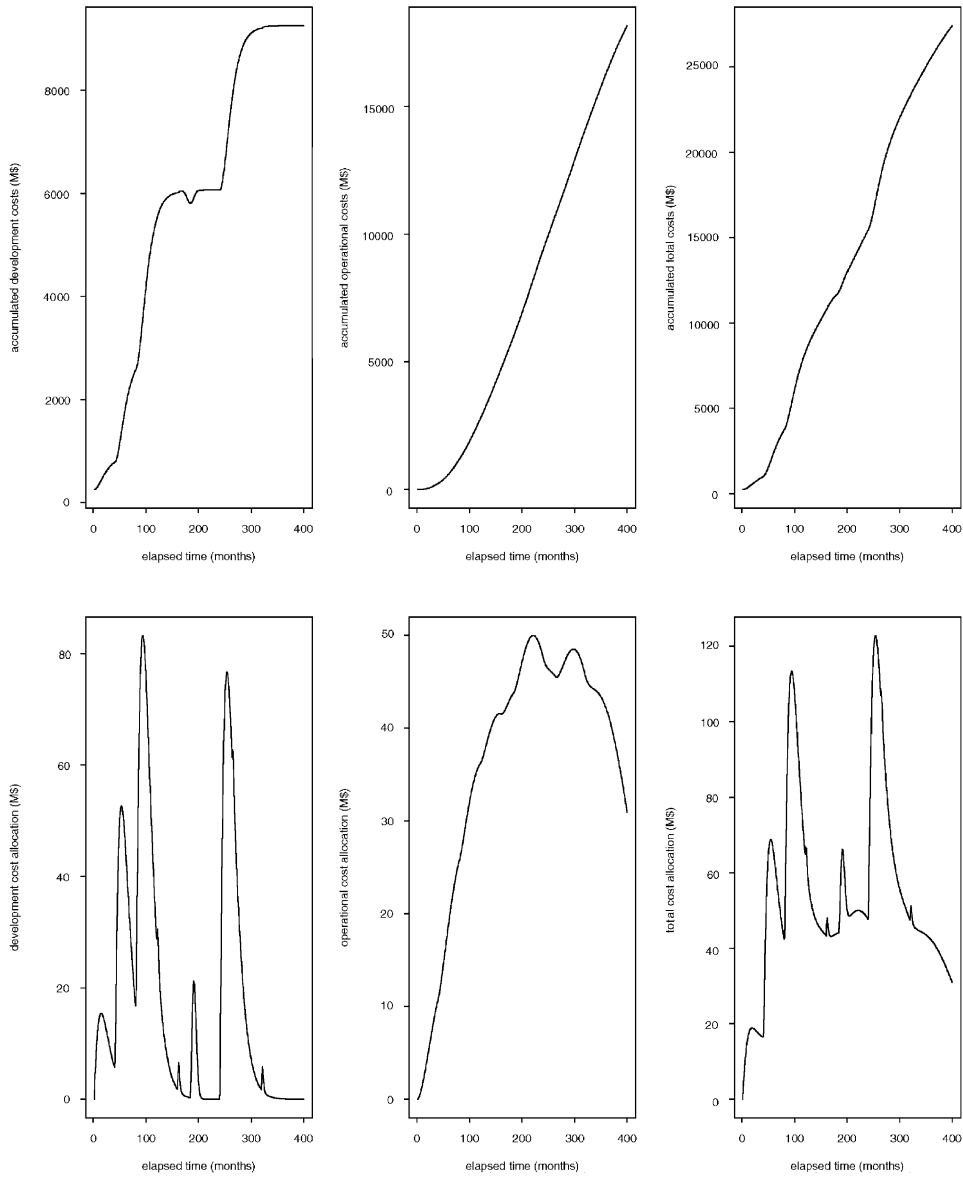 accumulated development costs (M$)
8000
6000
4000
2000
0
0 100 200 300 400
elapsed time (months)
accumulated operational costs (M$)
15000
10000
5000
0
0 100 200 300 400
elapsed time (months)
accumulated total costs (M$)
25000
20000
15000
10000
5000
0
0 100 200 300 400
elapsed time (months)
development cost allocation (M$)
80
60
40
20
0
0 100 200 300 400
elapsed time (months)
operational cost allocation (M$)
50
40
30
20
10
0
0 100 200 300 400
elapsed time (months)
total cost allocation (M$)
120
100
80
60
40
20
0
0 100 200 300 400
elapsed time (months)